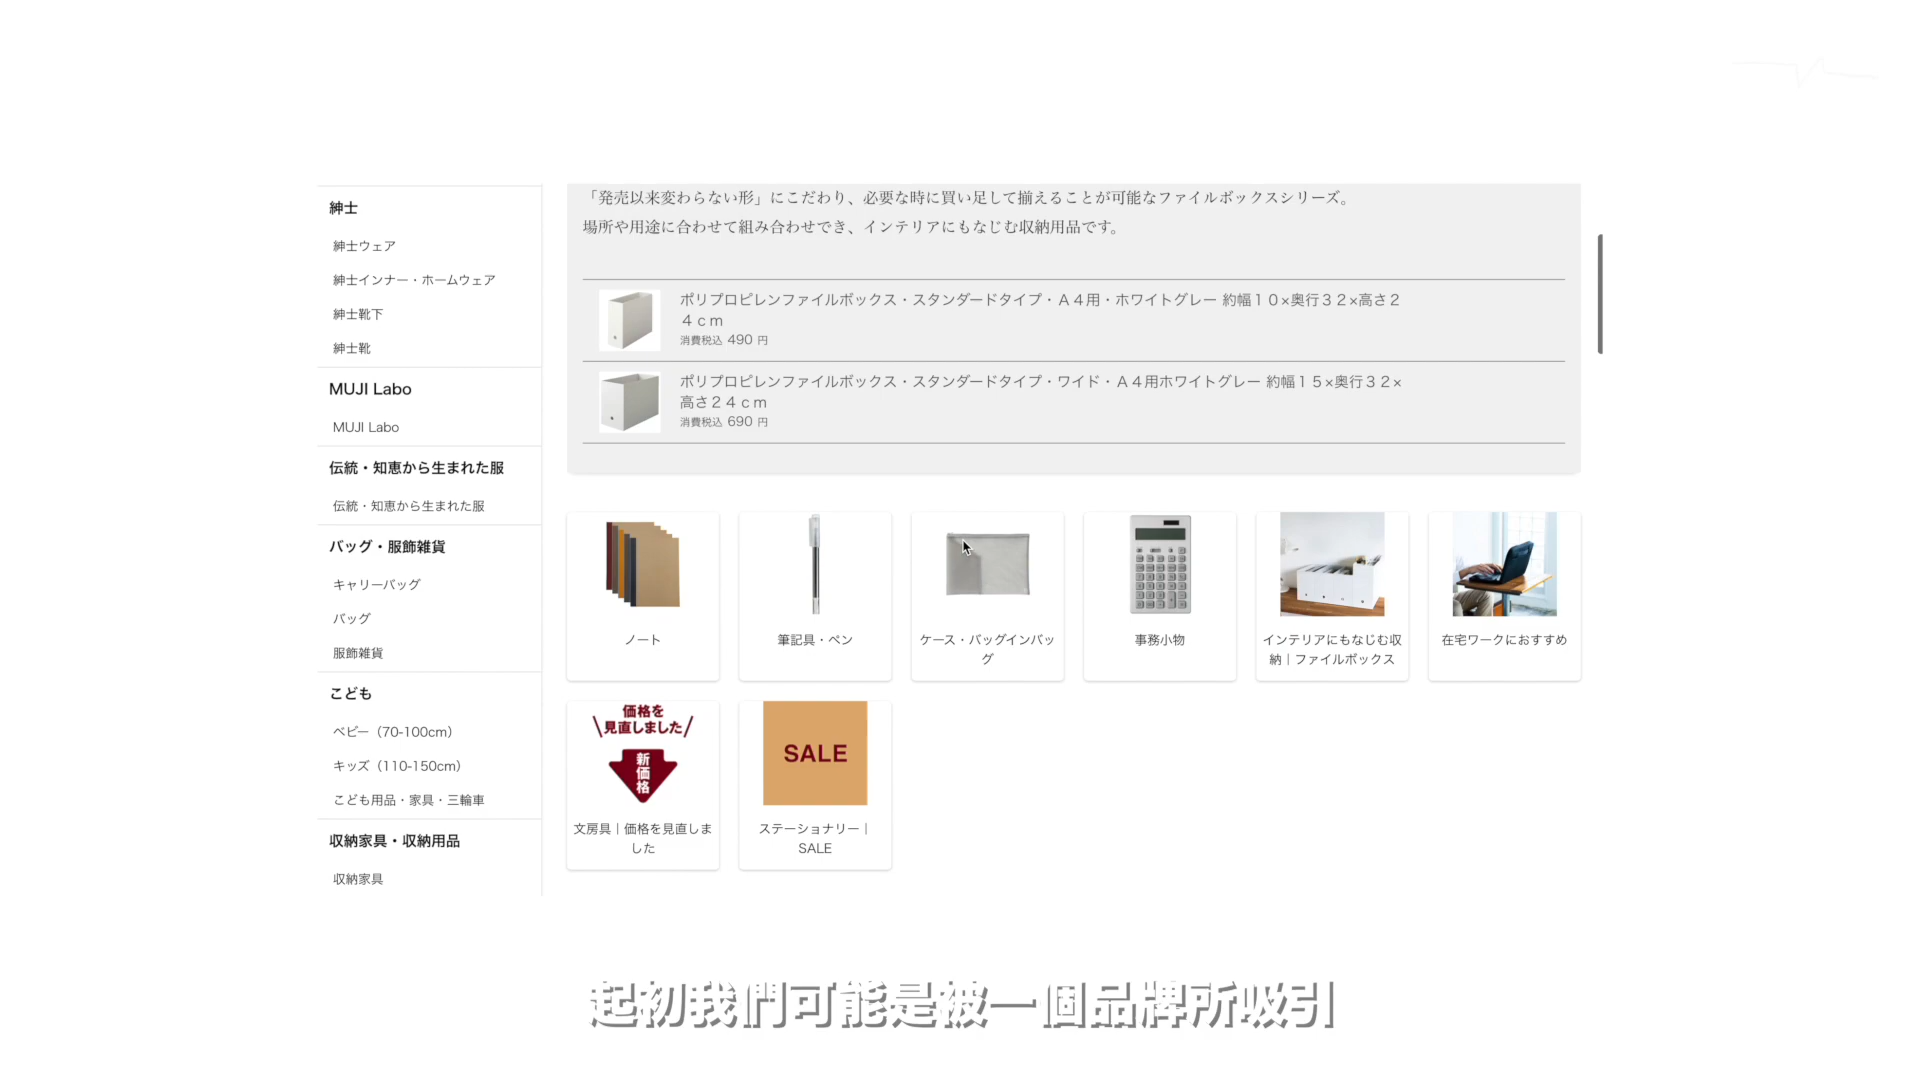 紳士
紳士ウェア
紳士インナー・ホームウェア
紳士靴下
紳士靴
MUJI Labo
MUJI Labo
伝統・知恵から生まれた服
伝統・知恵から生まれた服
バッグ・服飾雑貨
キャリーバッグ
バッグ
服飾雑貨
こども
ベビー（70-100cm）
キッズ（110-150cm）
こども用品・家具・三輪車
収納家具・収納用品
収納家具
「発売以来変わらない形」にこだわり、必要な時に買い足して揃えることが可能なファイルボックスシリーズ。
場所や用途に合わせて組み合わせでき、インテリアにもなじむ収納用品です。
ポリプロピレンファイルボックス・スタンダードタイプ・Ａ４用・ホワイトグレー 約幅１０×奥行３２×高さ２
４ｃｍ
消費税込 490 円
ポリプロピレンファイルボックス・スタンダードタイプ・ワイド・Ａ４用ホワイトグレー 約幅１５×奥行３２×
高さ２４ｃｍ
消費税込 690 円
ノート
筆記具・ペン
ケース・バッグインバッ
グ
事務小物
インテリアにもなじむ収
納｜ファイルボックス
在宅ワークにおすすめ
価格を
見直しました
新価格
文房具｜価格を見直しま
した
SALE
ステーショナリー｜
SALE
起初我們可能是被一個品牌所吸引